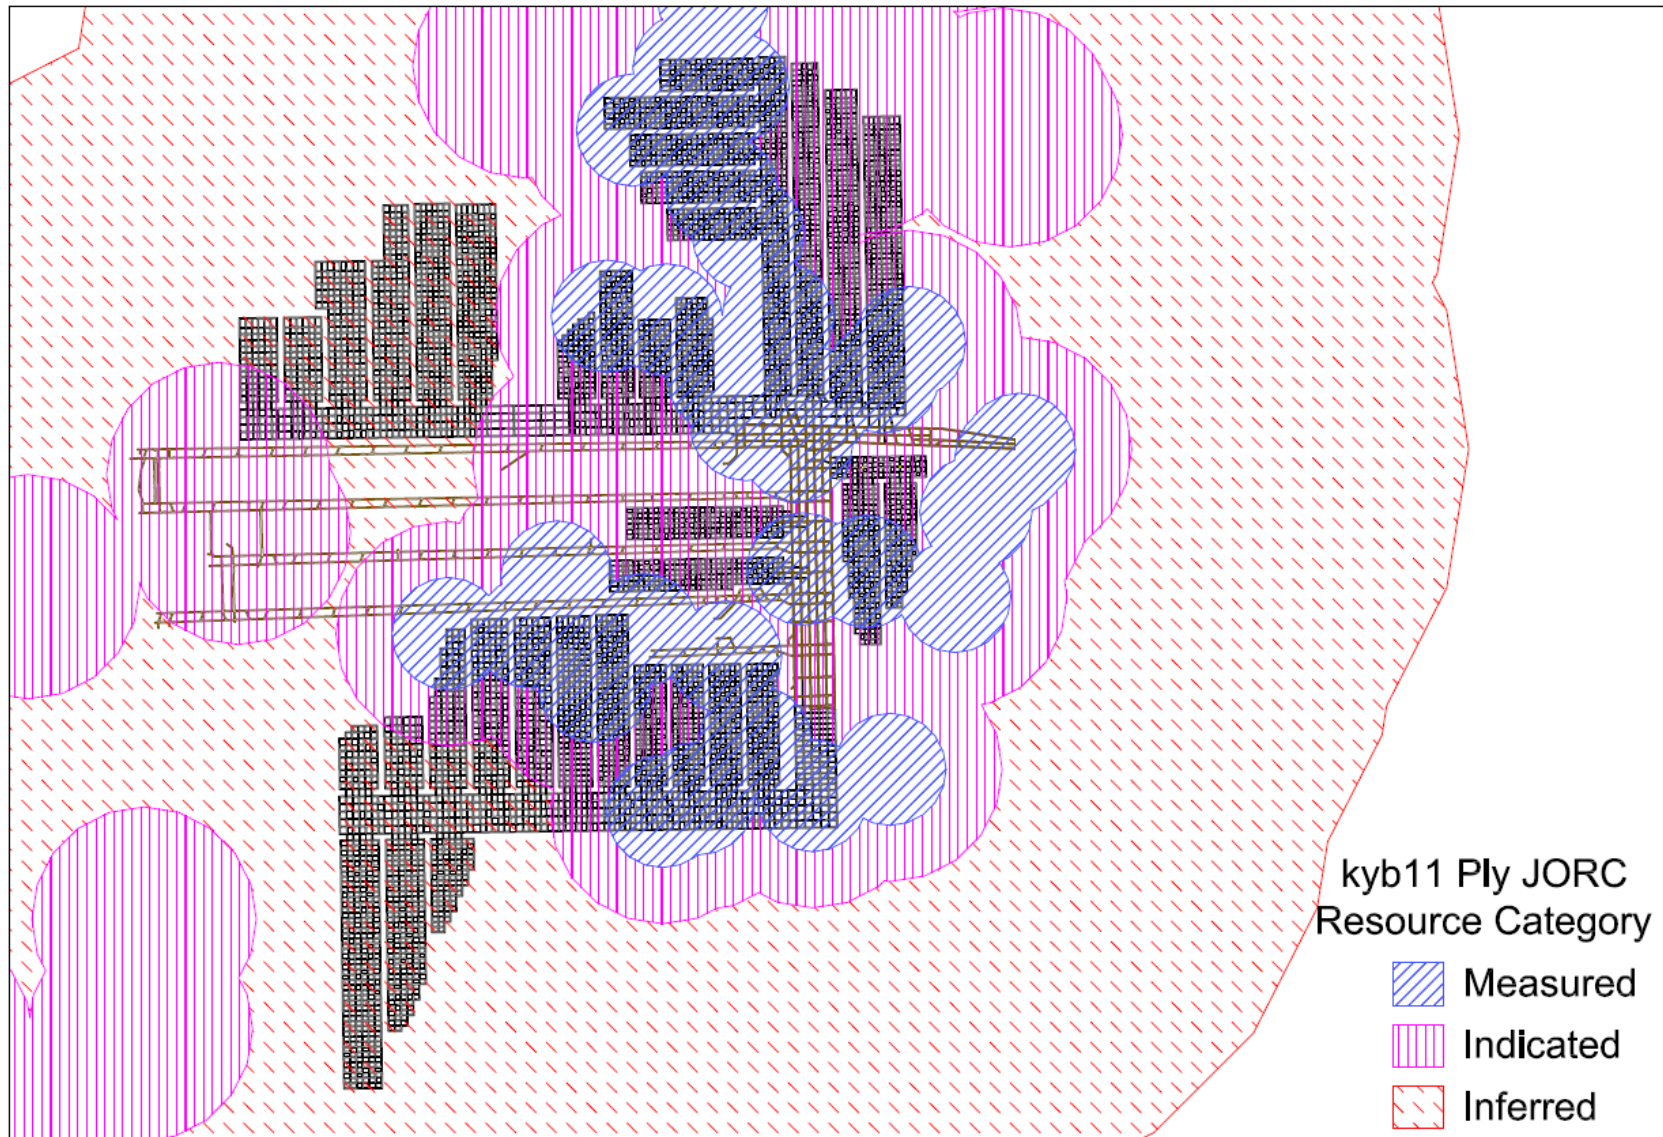 kyb11 Ply JORC
Resource Category
Measured
Indicated
Inferred